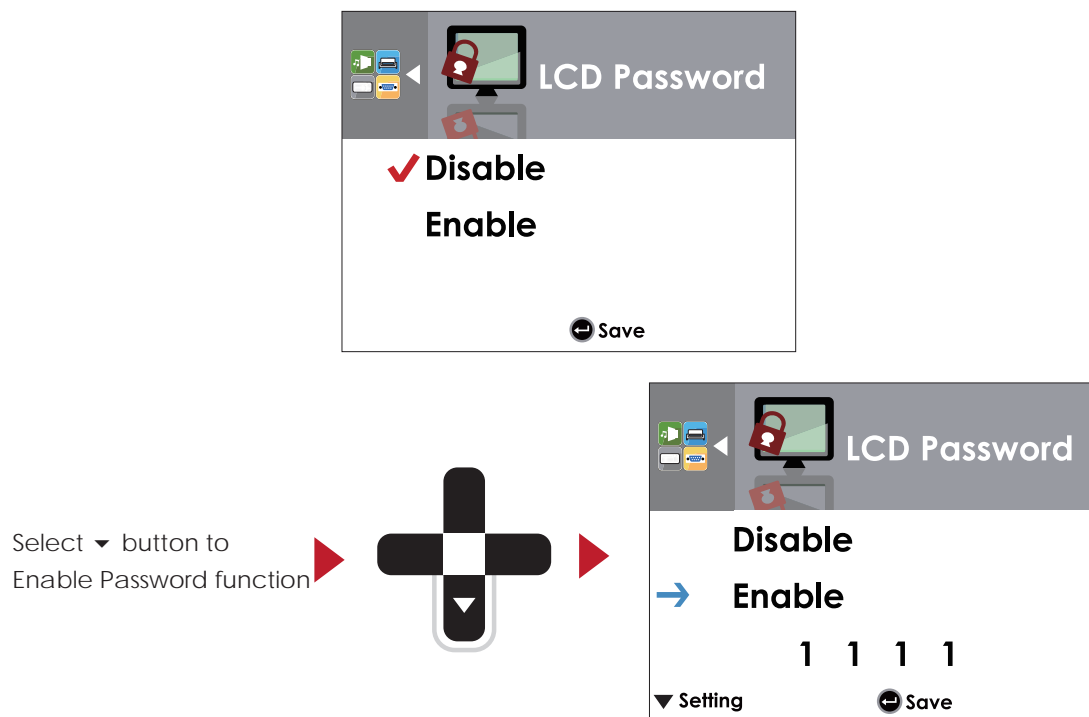 LCD Password
Disable
Enable
Save
Select ▼ button to
Enable Password function
LCD Password
Disable
Enable
1 1 1 1
▼ Setting
Save